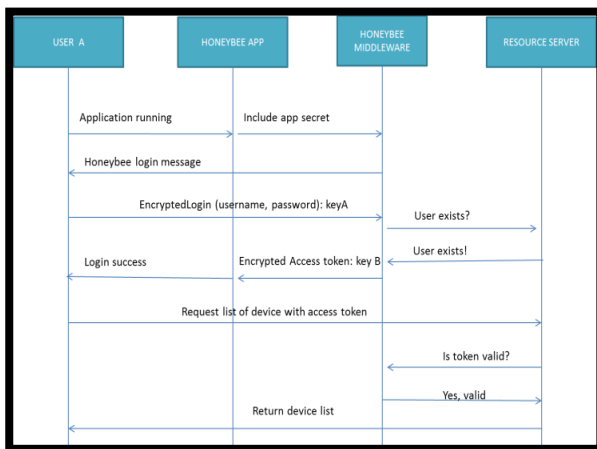 USER A
HONEYBEE APP
HONEYBEE
MIDDLEWARE
RESOURCE SERVER
Application running
Include app secret
Honeybee login message
EncryptedLogin (username, password): keyA
User exists?
User exists!
Encrypted Access token: key B
Login success
Request list of device with access token
Is token valid?
Yes, valid
Return device list